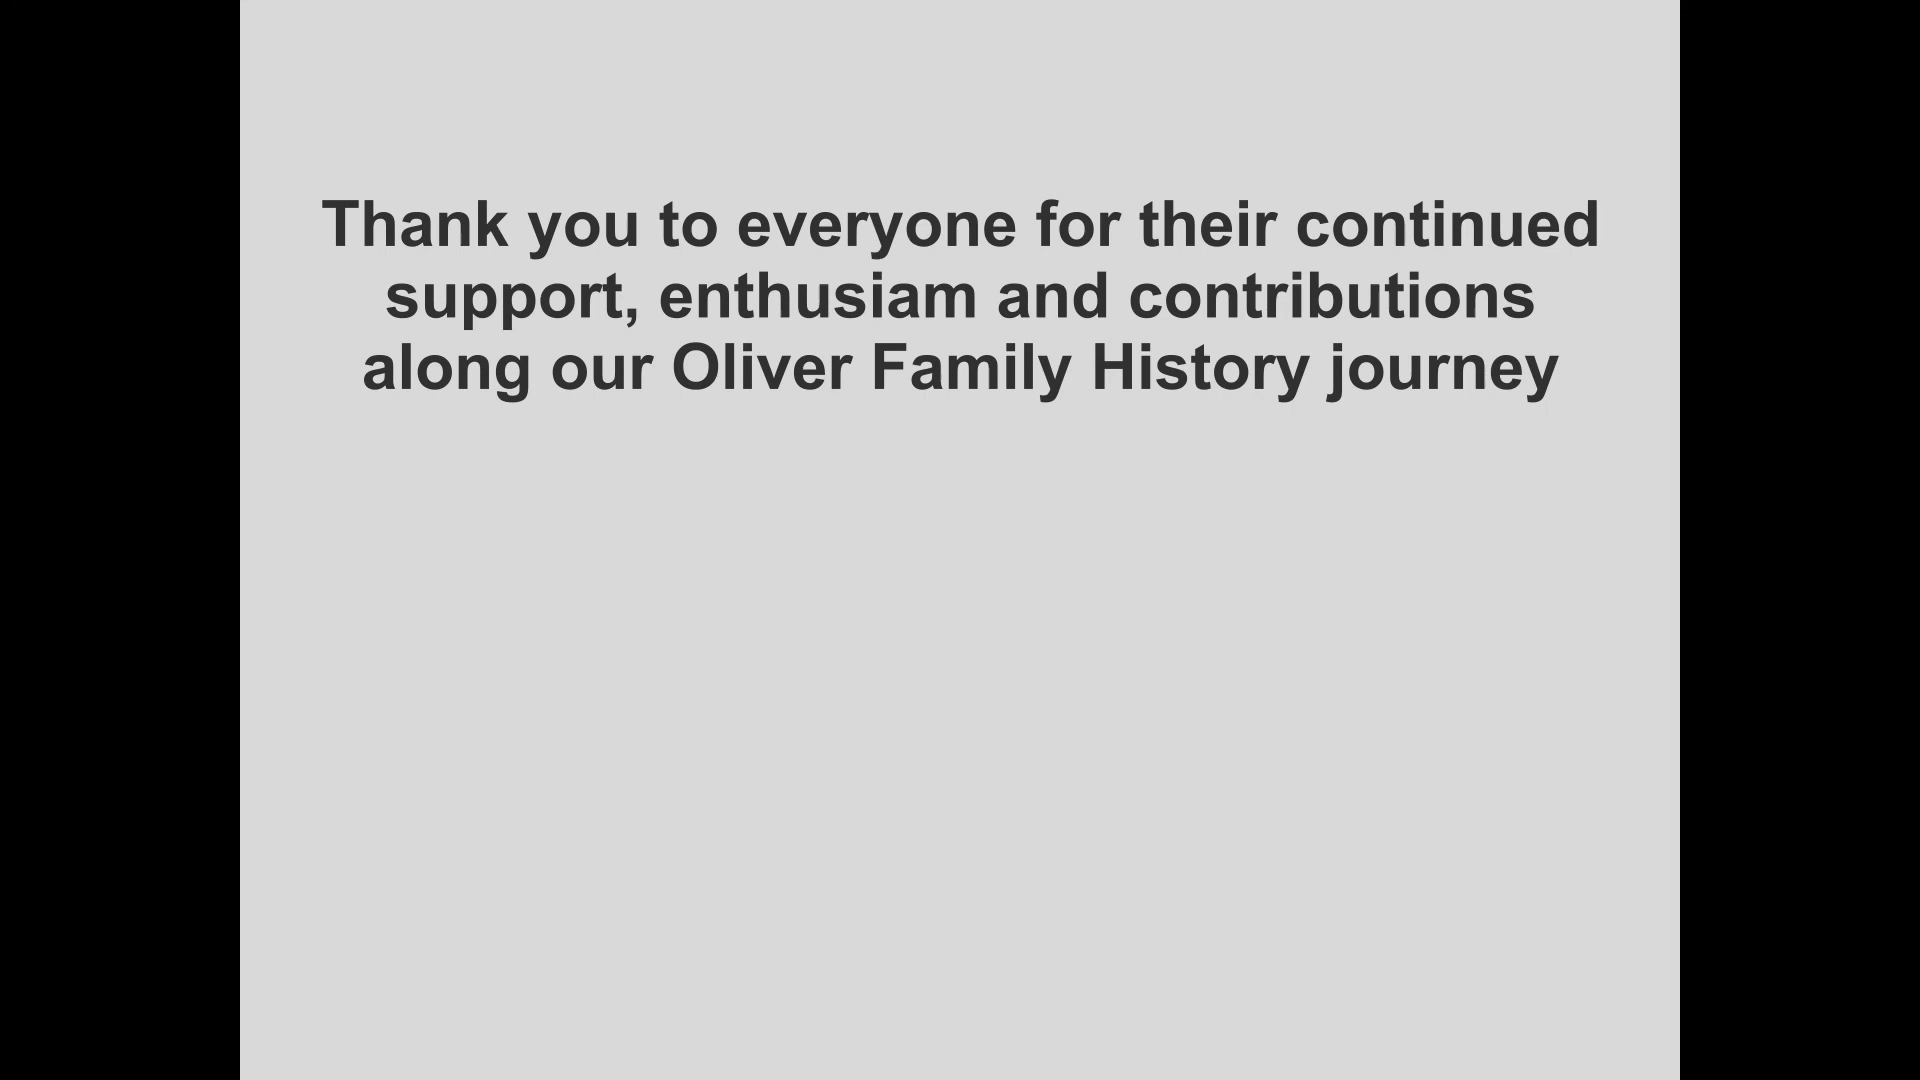 Thank you to everyone for their continued
support, enthusiam and contributions
along our Oliver Family History journey